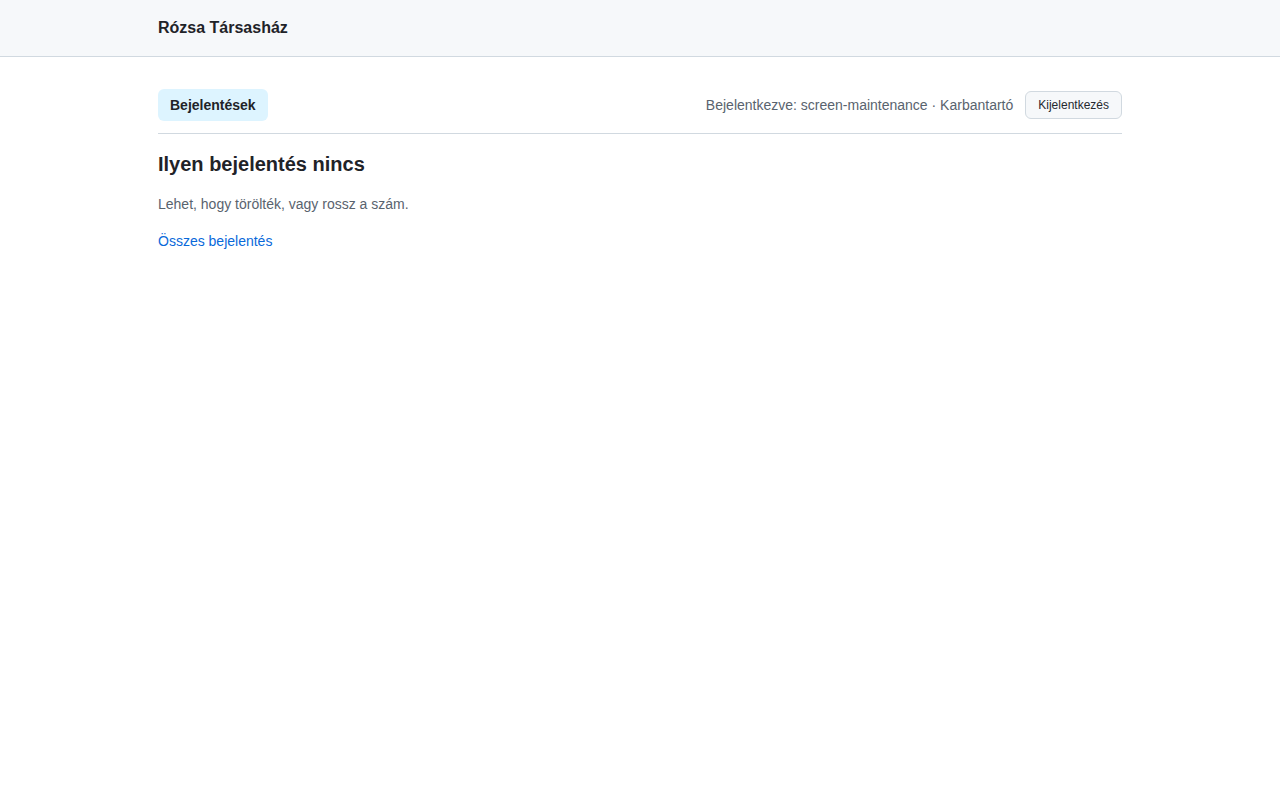 Rózsa Társasház
Bejelentések
Bejelentkezve: screen-maintenance · Karbantartó
Kijelentkezés
Ilyen bejelentés nincs
Lehet, hogy törölték, vagy rossz a szám.
Összes bejelentés